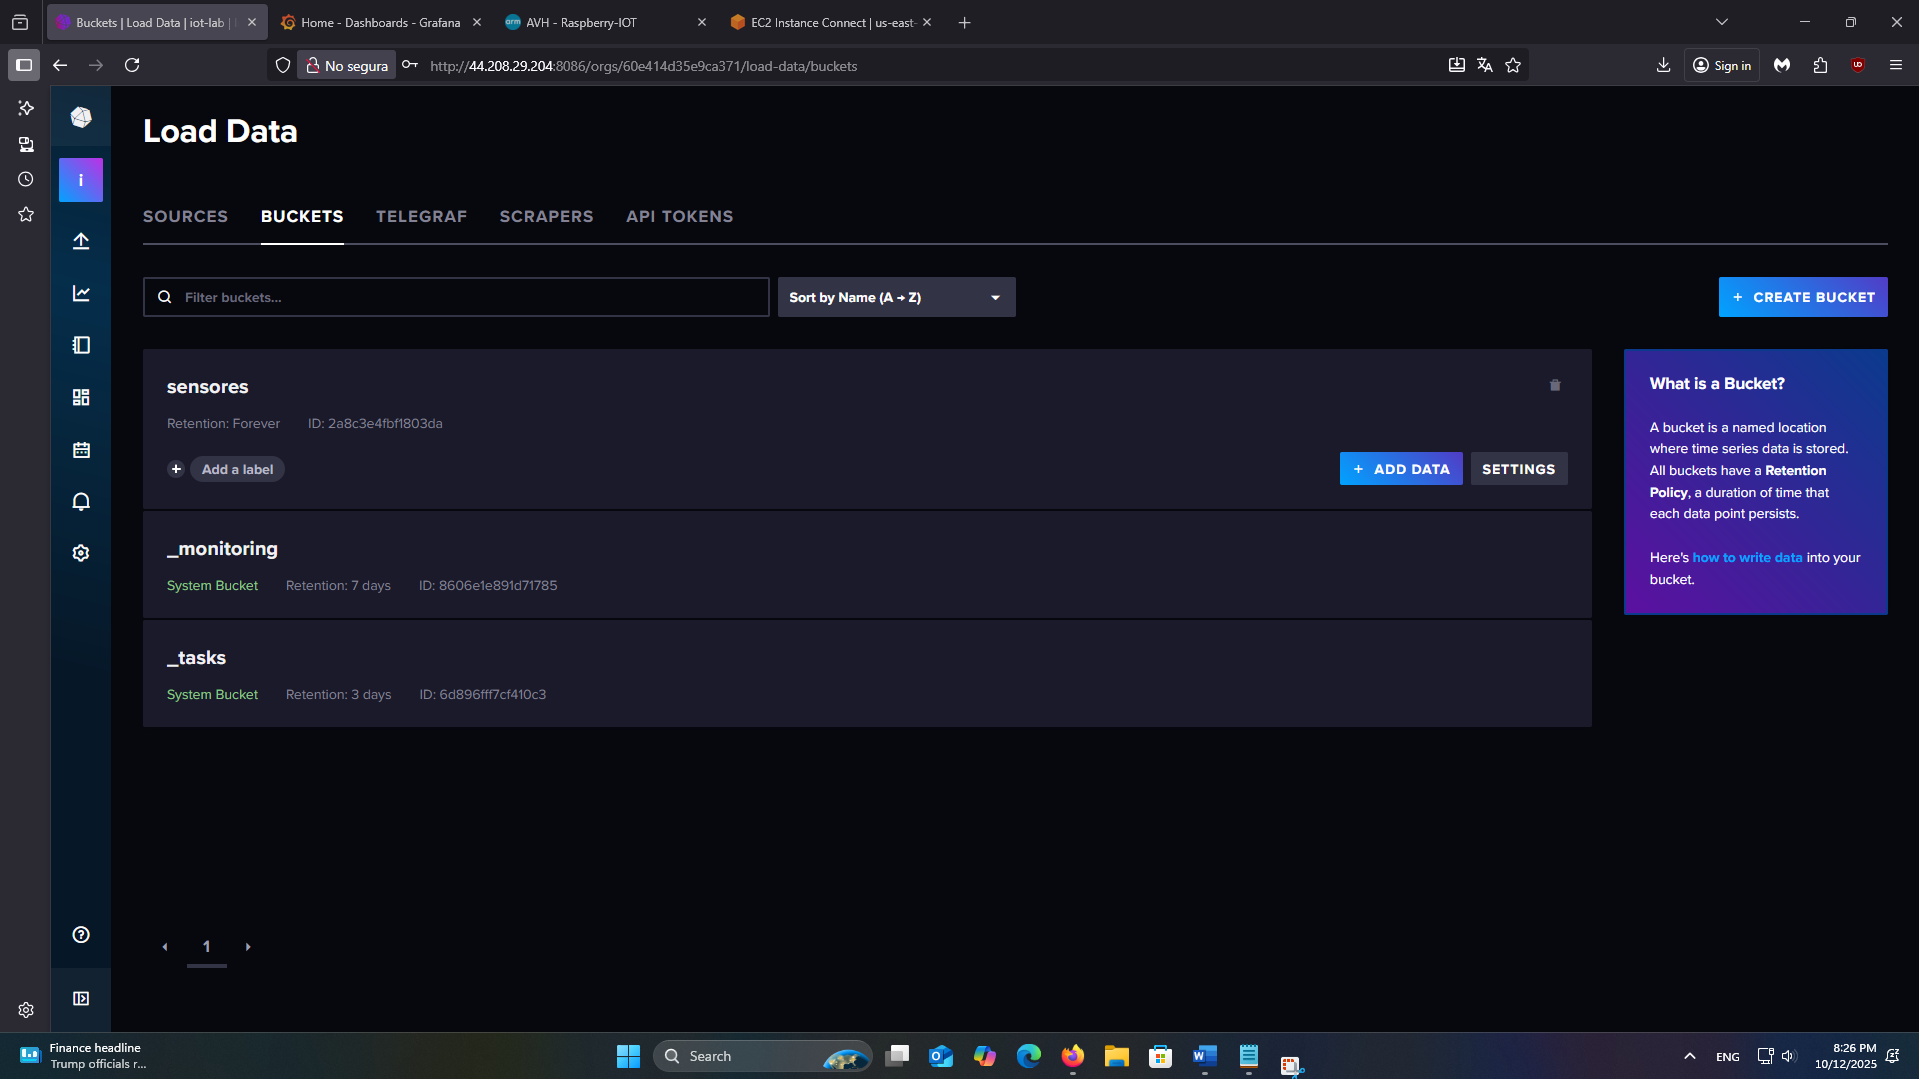 Buckets | Load Data | iot-lab |
Home - Dashboards - Grafana
AVH - Raspberry-IOT
EC2 Instance Connect | us-east-
No segura
http://44.208.29.204:8086/orgs/60e414d35e9ca371/load-data/buckets
Sign in
Load Data
i
SOURCES
BUCKETS
TELEGRAF
SCRAPERS
API TOKENS
Filter buckets...
Sort by Name (A → Z)
+ CREATE BUCKET
sensores
Retention: Forever
ID: 2a8c3e4fbf1803da
+ Add a label
+ ADD DATA
SETTINGS
_monitoring
System Bucket
Retention: 7 days
ID: 8606e1e891d71785
_tasks
System Bucket
Retention: 3 days
ID: 6d896fff7cf410c3
What is a Bucket?
A bucket is a named location
where time series data is stored.
All buckets have a Retention
Policy, a duration of time that
each data point persists.
Here's how to write data into your
bucket.
1
Finance headline
Trump officials r...
Search
ENG
8:26 PM
10/12/2025